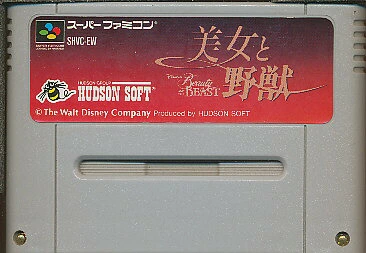 スーパーファミコン
SHVC-EW
美女と
野獣
Disney's
Beauty
and the
BEAST
HUDSON GROUP
HUDSON SOFT®
© The Walt Disney Company Produced by HUDSON SOFT